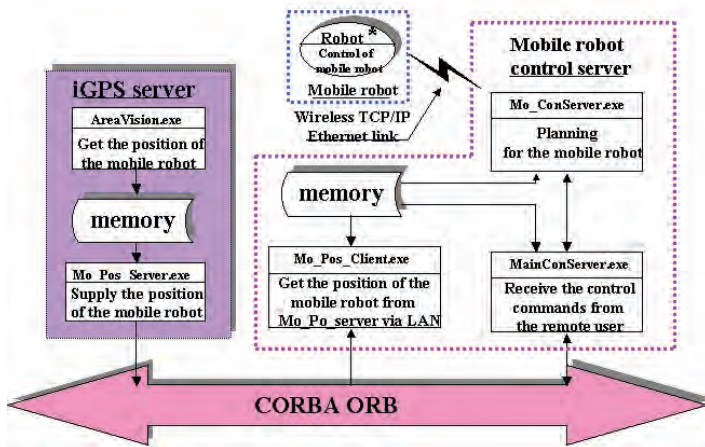 iGPS server
AreaVision.exe
Get the position of
the mobile robot
memory
Mo_Pos_Server.exe
Supply the position
of the mobile robot
Robot *
Control of
mobile robot
Mobile robot
Wireless TCP/IP
Ethernet link
Mobile robot
control server
Mo_ConServer.exe
Planning
for the mobile robot
memory
Mo_Pos_Client.exe
Get the position of the
mobile robot from
Mo_Po_server via LAN
MainConServer.exe
Receive the control
commands from
the remote user
CORBA ORB